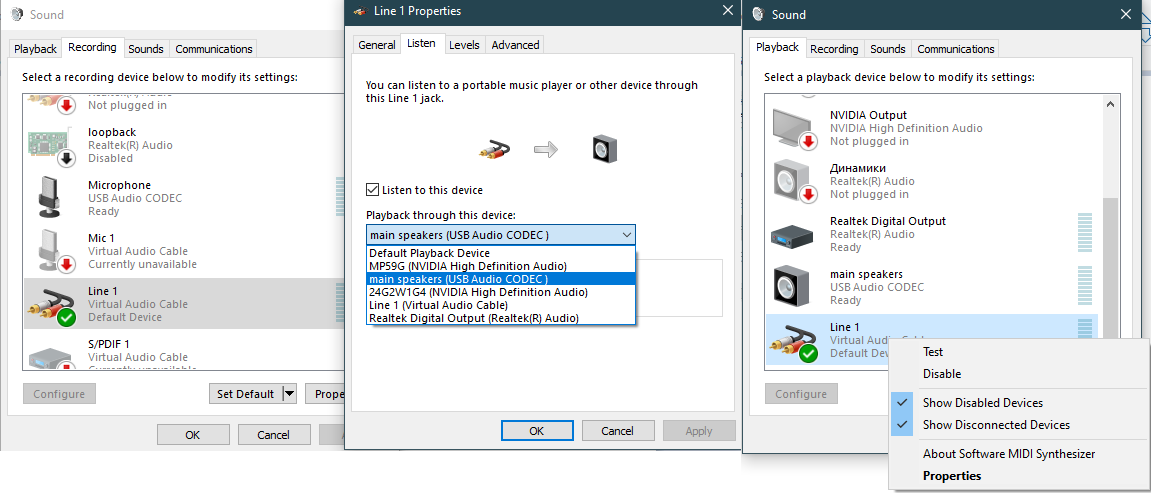 Sound
Playback
Recording
Sounds
Communications
Select a recording device below to modify its settings:
Not plugged in
loopback
Realtek(R) Audio
Disabled
Microphone
USB Audio CODEC
Ready
Mic 1
Virtual Audio Cable
Currently unavailable
Line 1
Virtual Audio Cable
Default Device
S/PDIF 1
Virtual Audio Cable
Configure
Set Default
Prope
OK
Cancel
Line 1 Properties
General
Listen
Levels
Advanced
You can listen to a portable music player or other device through
this Line 1 jack.
Listen to this device
Playback through this device:
main speakers (USB Audio CODEC )
Default Playback Device
MP59G (NVIDIA High Definition Audio)
main speakers (USB Audio CODEC )
24G2W1G4 (NVIDIA High Definition Audio)
Line 1 (Virtual Audio Cable)
Realtek Digital Output (Realtek(R) Audio)
OK
Cancel
Apply
Sound
Playback
Recording
Sounds
Communications
Select a playback device below to modify its settings:
NVIDIA Output
NVIDIA High Definition Audio
Not plugged in
Динамики
Realtek(R) Audio
Not plugged in
Realtek Digital Output
Realtek(R) Audio
Ready
main speakers
USB Audio CODEC
Ready
Line 1
Virtual Au
Default Dev
Configure
Test
Disable
Show Disabled Devices
Show Disconnected Devices
About Software MIDI Synthesizer
Properties